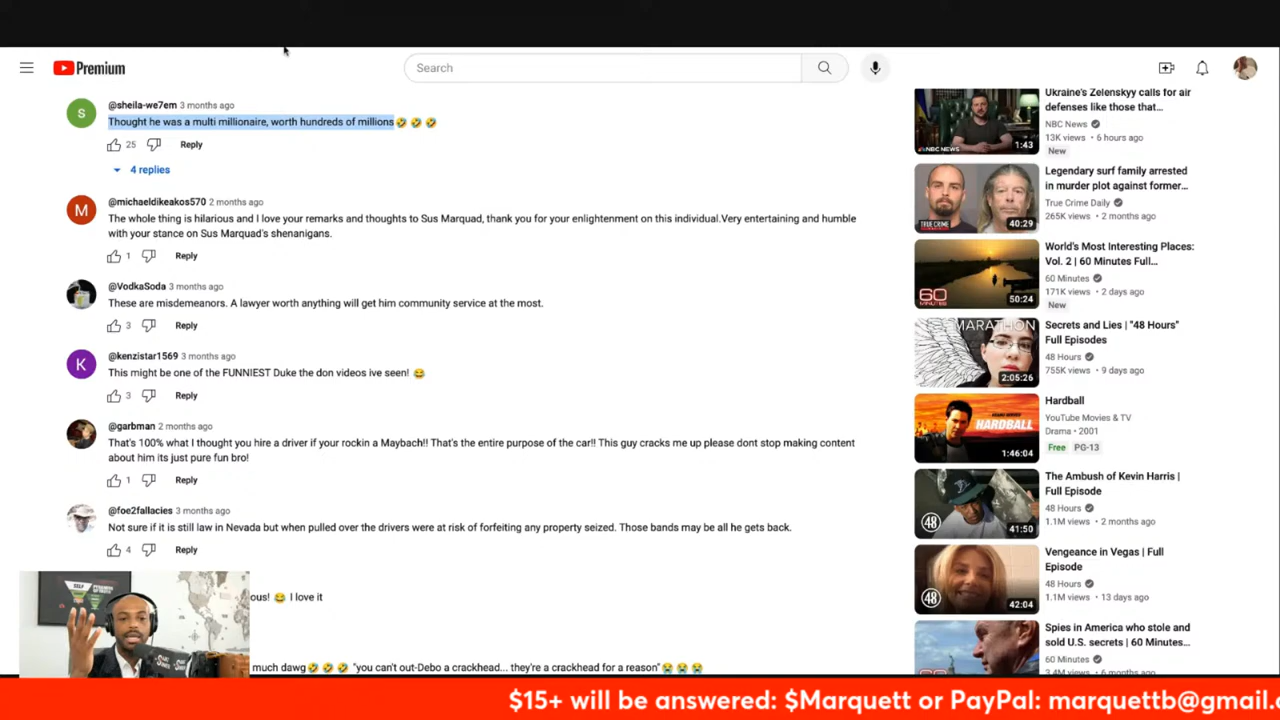 Premium
Search
S
@sheila-we7em 3 months ago
Thought he was a multi millionaire, worth hundreds of millions🤣 🤣 🤣
25 Reply
4 replies
M
@michaeldikeakos570 2 months ago
The whole thing is hilarious and I love your remarks and thoughts to Sus Marquad, thank you for your enlightenment on this individual.Very entertaining and humble
with your stance on Sus Marquad's shenanigans.
1 Reply
@VodkaSoda 3 months ago
These are misdemeanors. A lawyer worth anything will get him community service at the most.
3 Reply
K
@kenzistar1569 3 months ago
This might be one of the FUNNIEST Duke the don videos ive seen! 😂
3 Reply
@garbman 2 months ago
That's 100% what I thought you hire a driver if your rockin a Maybach!! That's the entire purpose of the car!! This guy cracks me up please dont stop making content
about him its just pure fun bro!
1 Reply
@foe2fallacies 3 months ago
Not sure if it is still law in Nevada but when pulled over the drivers were at risk of forfeiting any property seized. Those bands may be all he gets back.
4 Reply
ous! 😂 I love it
much dawg🤣 🤣 🤣 "you can't out-Debo a crackhead... they're a crackhead for a reason"😭 😭 😭
NBC NEWS
1:43
Ukraine's Zelenskyy calls for air
defenses like those that...
NBC News
13K views • 6 hours ago
New
TRUE CRIME
40:29
Legendary surf family arrested
in murder plot against former...
True Crime Daily
265K views • 2 months ago
60
50:24
World's Most Interesting Places:
Vol. 2 | 60 Minutes Full...
60 Minutes
171K views • 2 days ago
New
MARATHON
2:05:26
Secrets and Lies | "48 Hours"
Full Episodes
48 Hours
755K views • 9 days ago
HARDBALL
1:46:04
Hardball
YouTube Movies & TV
Drama • 2001
Free PG-13
48
41:50
The Ambush of Kevin Harris |
Full Episode
48 Hours
1.1M views • 2 months ago
48
42:04
Vengeance in Vegas | Full
Episode
48 Hours
1.1M views • 13 days ago
Spies in America who stole and
sold U.S. secrets | 60 Minutes...
60 Minutes
3.4M views • 6 months ago
$15+ will be answered: $Marquett or PayPal: marquettb@gmail.